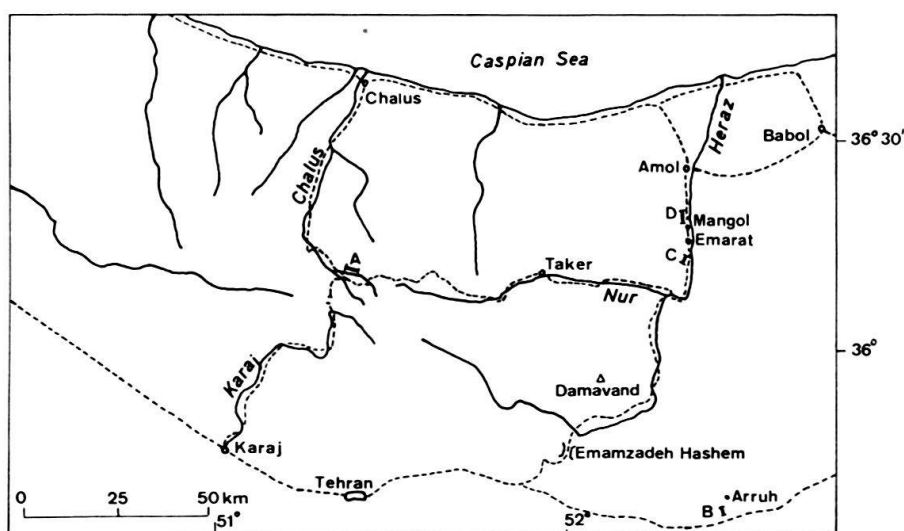 Caspian Sea
Chalus
Chalus
Heraz
Babol
36°30'
Amol
D
Mangol
Emarat
C
A
Taker
Nur
36°
Karaj
Damavand
Karaj
Emamzadeh Hashem
Tehran
Arruh
B
0 25 50 km
51°
52°